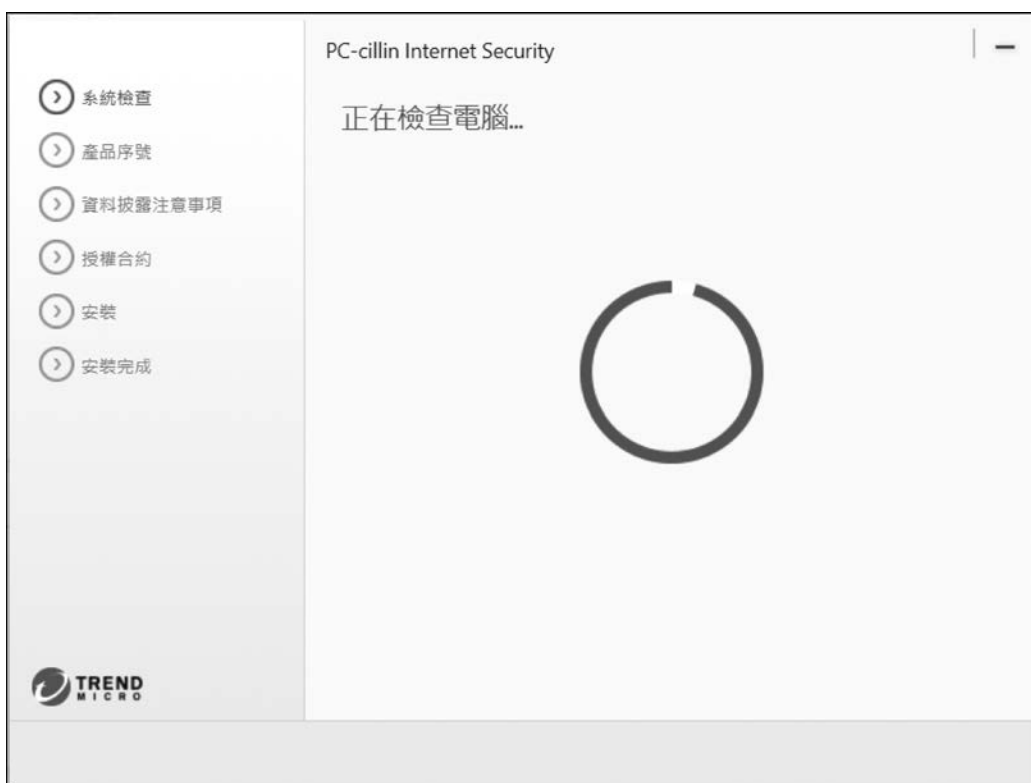 PC-cillin Internet Security
系統檢查
產品序號
資料披露注意事項
授權合約
安裝
安裝完成
正在檢查電腦...
TREND
MICRO